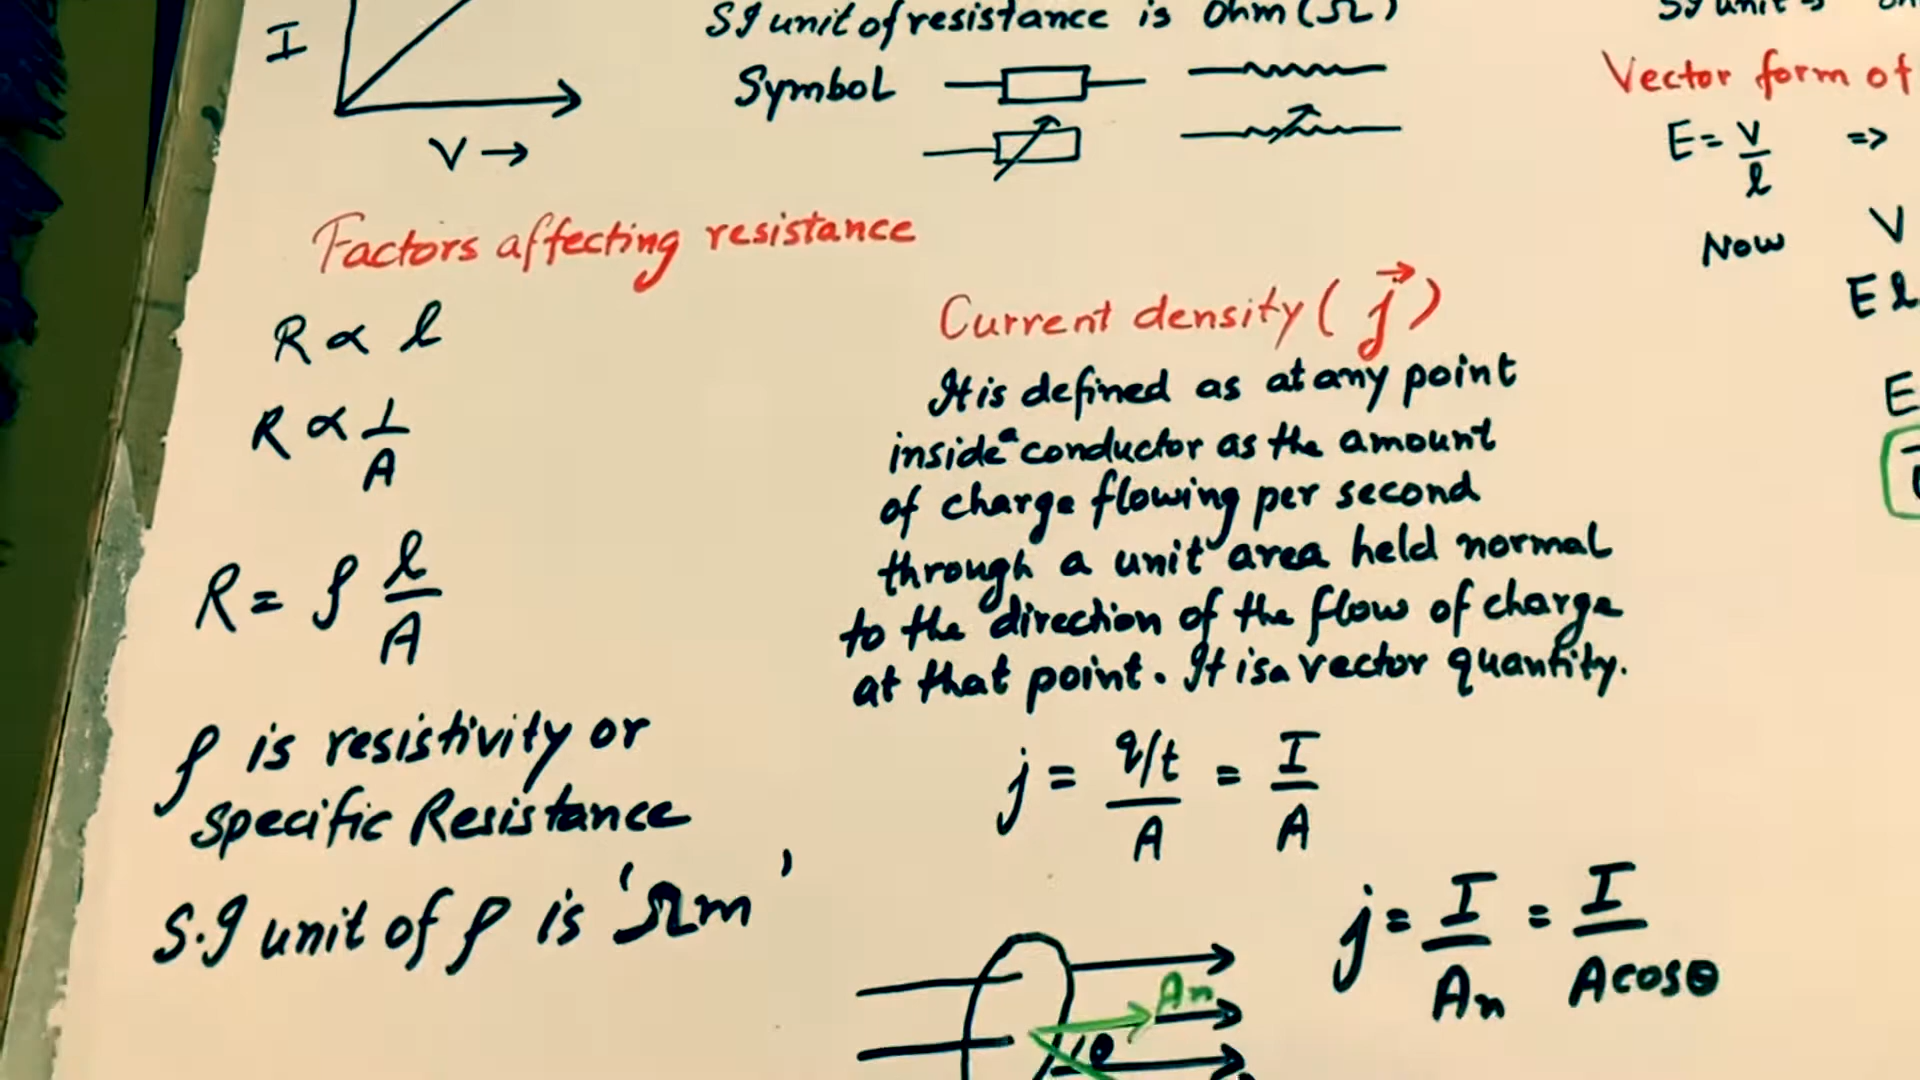 I
V →
SI unit of resistance is Ohm (Ω)
Symbol
Factors affecting resistance
R ∝ l
R ∝ 1/A
R = ρ l/A
ρ is resistivity or
specific Resistance
S.I unit of ρ is 'Ωm'
Current density ( j⃗ )
It is defined as at any point
inside a conductor as the amount
of charge flowing per second
through a unit area held normal
to the direction of the flow of charge
at that point. It is a vector quantity.
j = q/t / A = I/A
j = I/An = I/A cosθ
An
θ
Vector form of
E = V/l ⇒
Now V
E l
E